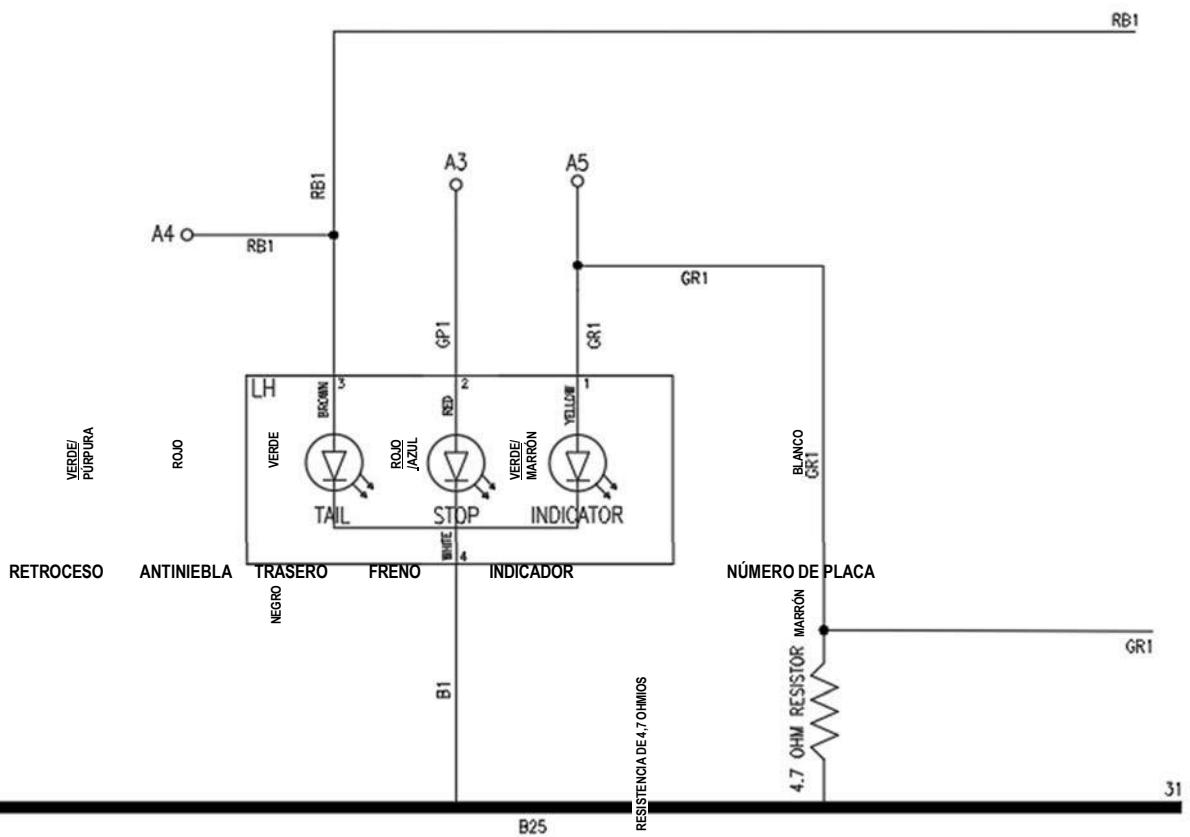 RB1
RB1
A4
RB1
A3
A5
GR1
GP1
GR1
LH
3
2
1
BROWN
RED
YELLOW
VERDE/
PÚRPURA
ROJO
VERDE
ROJO
/AZUL
VERDE/
MARRÓN
BLANCO
GR1
TAIL
STOP
INDICATOR
WHITE
4
RETROCESO
ANTINIEBLA
TRASERO
FRENO
INDICADOR
NÚMERO DE PLACA
NEGRO
MARRÓN
GR1
B1
RESISTENCIA DE 4,7 OHMIOS
4.7 OHM RESISTOR
31
B25